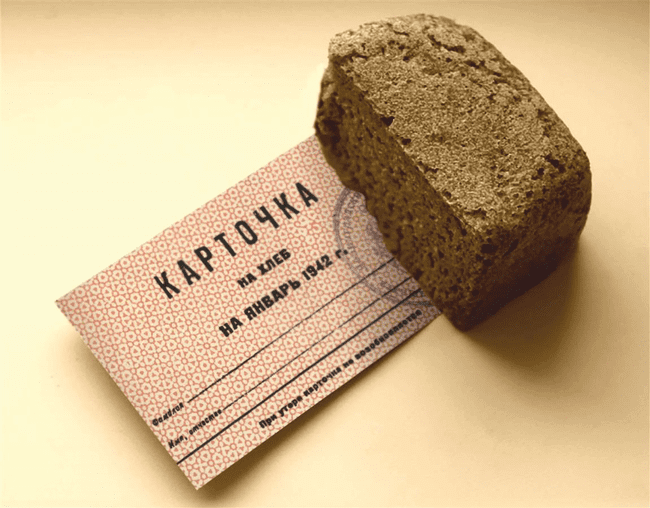 КАРТОЧКА
НА ХЛЕБ
НА ЯНВАРЬ 1942 г.
Фамилия
Имя, отчество
При утере карточка не возобновляется